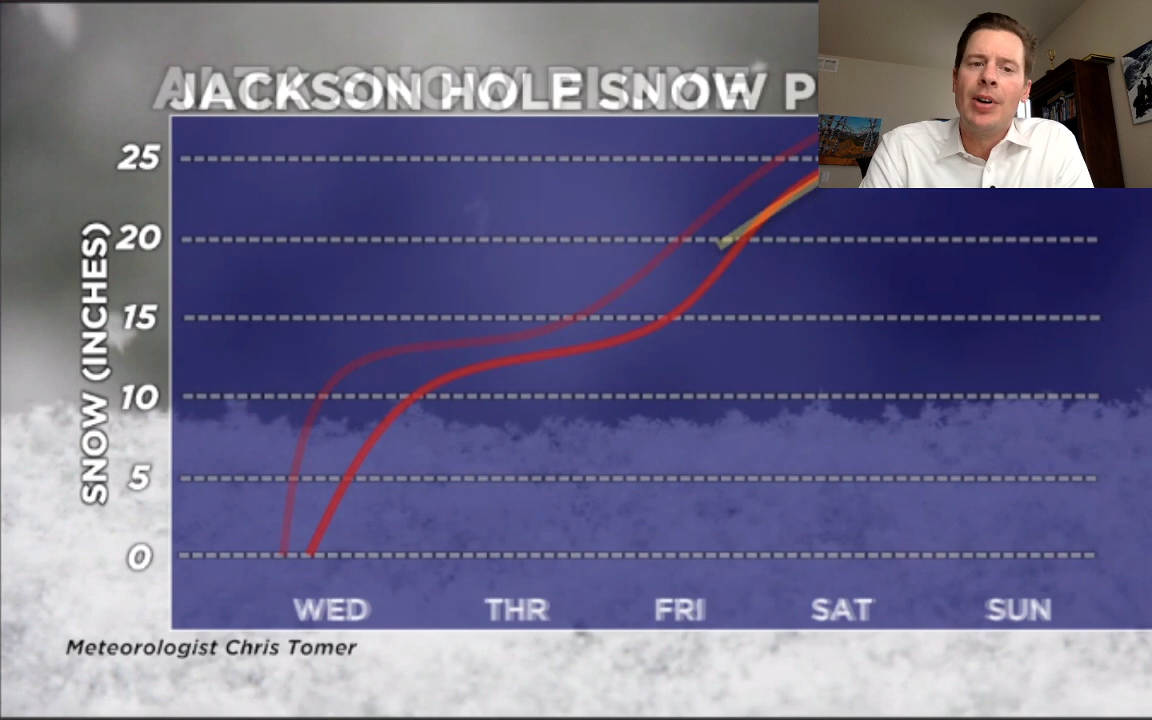 JACKSON HOLE SNOW P
25
20
15
10
5
0
SNOW (INCHES)
WED THR FRI SAT SUN
Meteorologist Chris Tomer